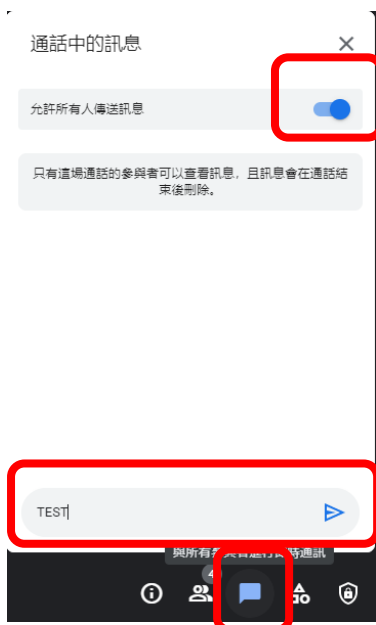 通話中的訊息
允許所有人傳送訊息
只有這場通話的參與者可以查看訊息，且訊息會在通話結
束後刪除。
TEST
與所有參與者進行即時通訊
4